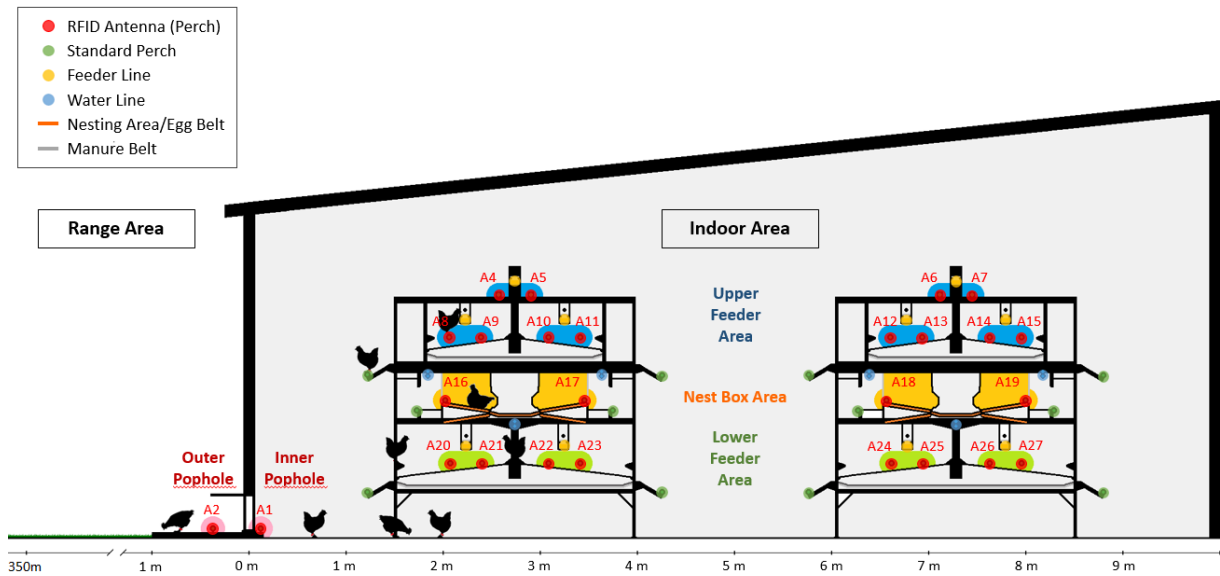 RFID Antenna (Perch)
Standard Perch
Feeder Line
Water Line
Nesting Area/Egg Belt
Manure Belt
Range Area
Indoor Area
A4
A5
A6
A7
Upper
Feeder
Area
A8
A9
A10
A11
A12
A13
A14
A15
A16
A17
A18
A19
Nest Box Area
Lower
Feeder
Area
A20
A21
A22
A23
A24
A25
A26
A27
Outer
Pophole
Inner
Pophole
A2
A1
350m
1 m
0 m
1 m
2 m
3 m
4 m
5 m
6 m
7 m
8 m
9 m